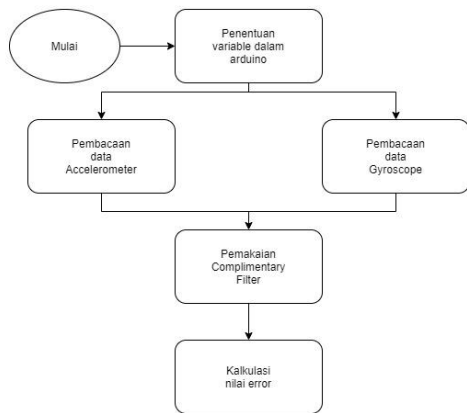 Mulai
Penentuan
variable dalam
arduino
Pembacaan
data
Accelerometer
Pembacaan
data
Gyroscope
Pemakaian
Complimentary
Filter
Kalkulasi
nilai error